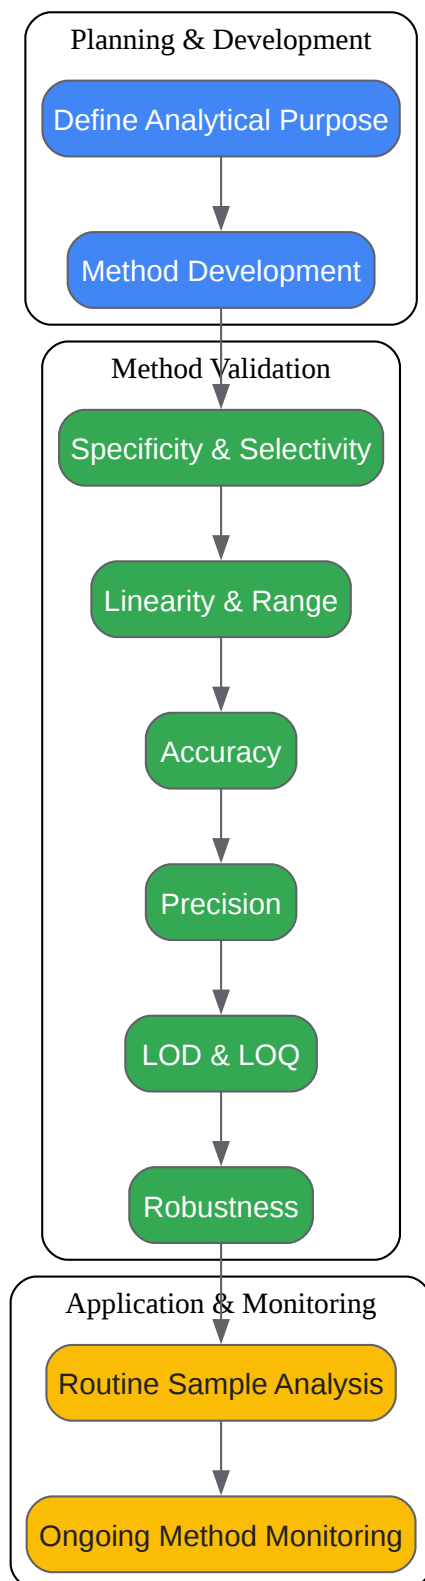 Planning & Development
Define Analytical Purpose
Method Development
Method Validation
Specificity & Selectivity
Linearity & Range
Accuracy
Precision
LOD & LOQ
Robustness
Application & Monitoring
Routine Sample Analysis
Ongoing Method Monitoring